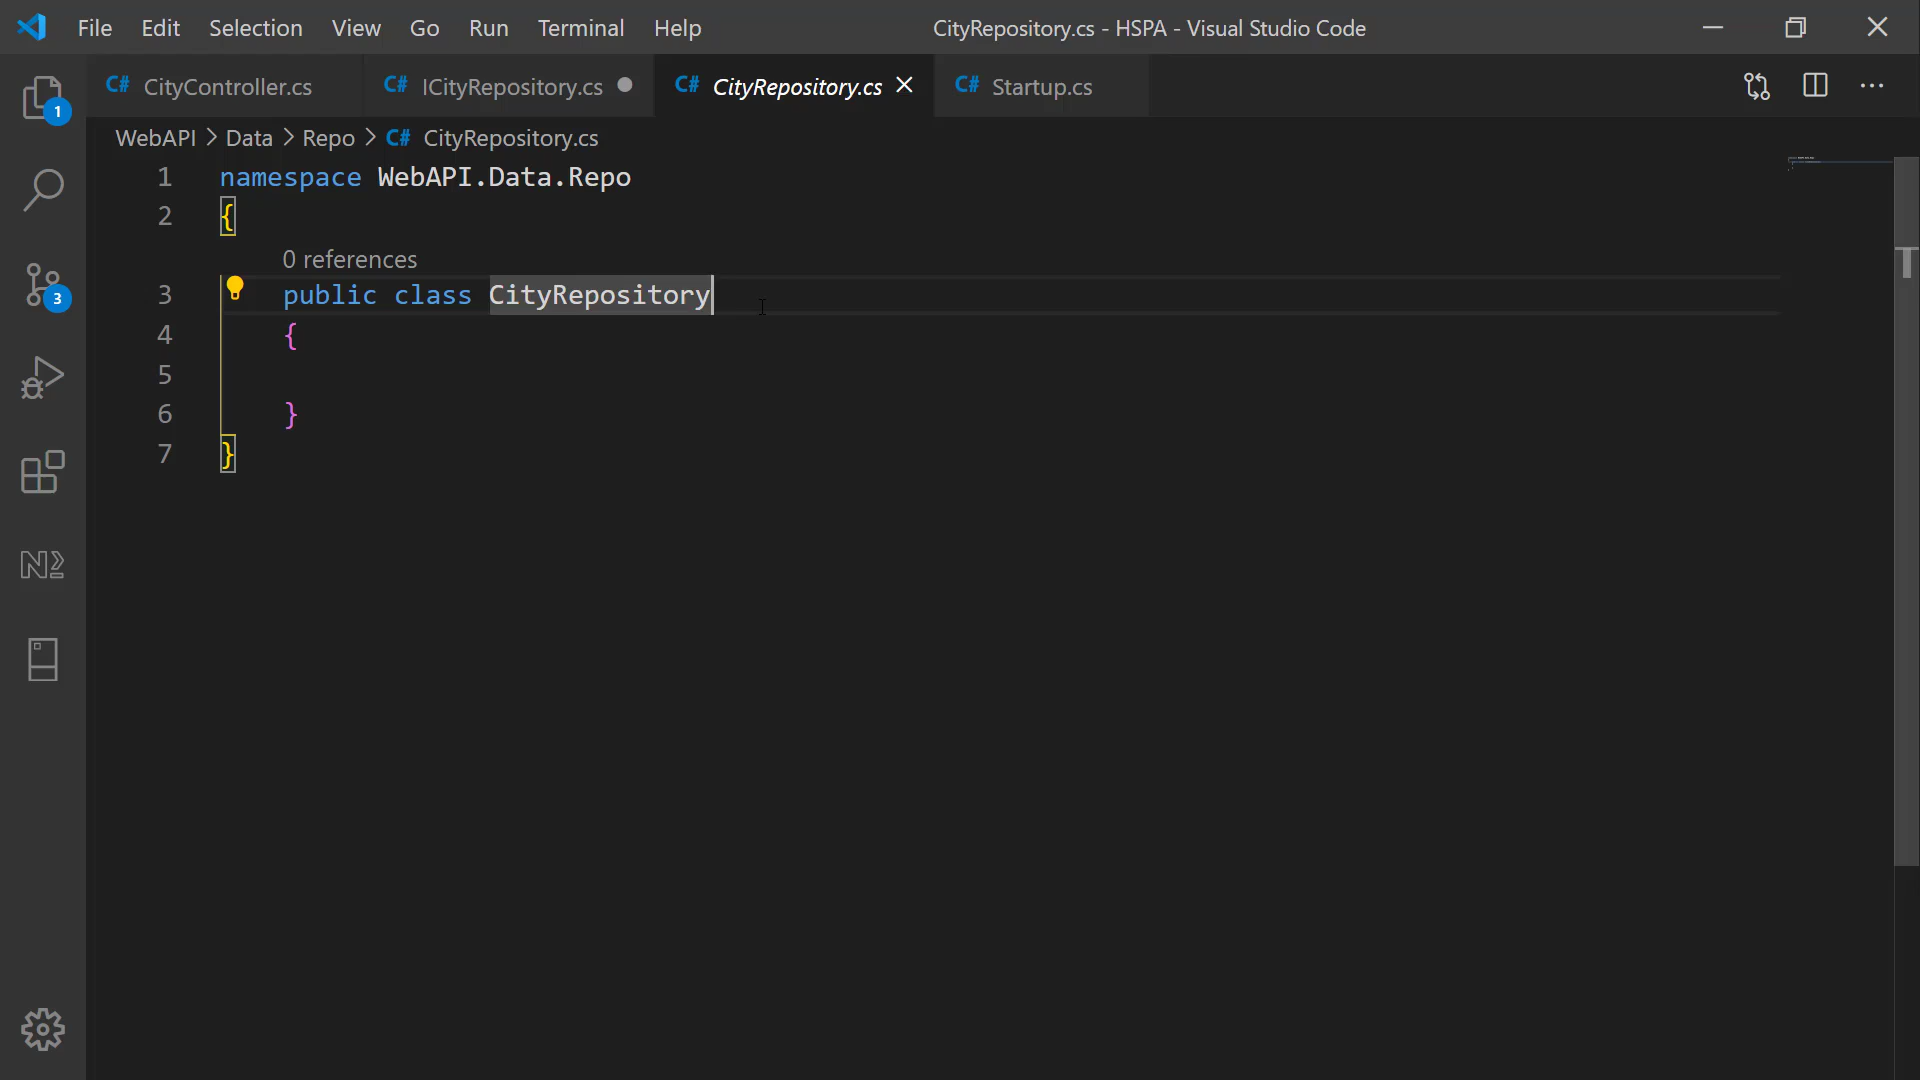 File Edit Selection View Go Run Terminal Help CityRepository.cs - HSPA - Visual Studio Code
C# CityController.cs C# ICityRepository.cs C# CityRepository.cs C# Startup.cs
WebAPI > Data > Repo > C# CityRepository.cs
1 namespace WebAPI.Data.Repo
2 {
0 references
3 public class CityRepository
4 {
5
6 }
7 }
1
3